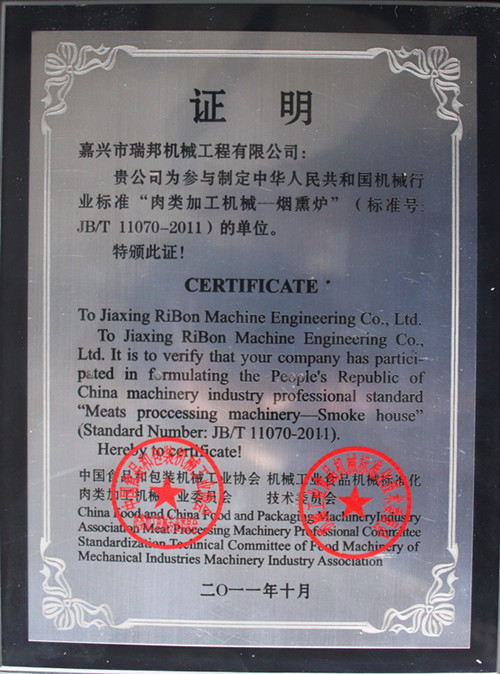 证 明
嘉兴市瑞邦机械工程有限公司：
贵公司为参与制定中华人民共和国机械行
业标准“肉类加工机械—烟熏炉”（标准号:
JB/T 11070-2011）的单位。
特颁此证!
CERTIFICATE
To Jiaxing RiBon Machine Engineering Co., Ltd.
To Jiaxing RiBon Machine Engineering Co.,
Ltd. It is to verify that your company has partici-
pated in formulating the People's Republic of
China machinery industry professional standard
“Meats proccessing machinery—Smoke house”
(Standard Number: JB/T 11070-2011).
Hereby to certificate!
中国食品和包装机械工业协会 机械工业食品机械标准化
肉类加工机械 业委员会 技术委员会
China Food and China Food and Packaging Machinery Industry
Association Meat Processing Machinery Professional Committee
Standardization Technical Committee of Food Machinery of
Mechanical Industries Machinery Industry Association
二〇一一年十月